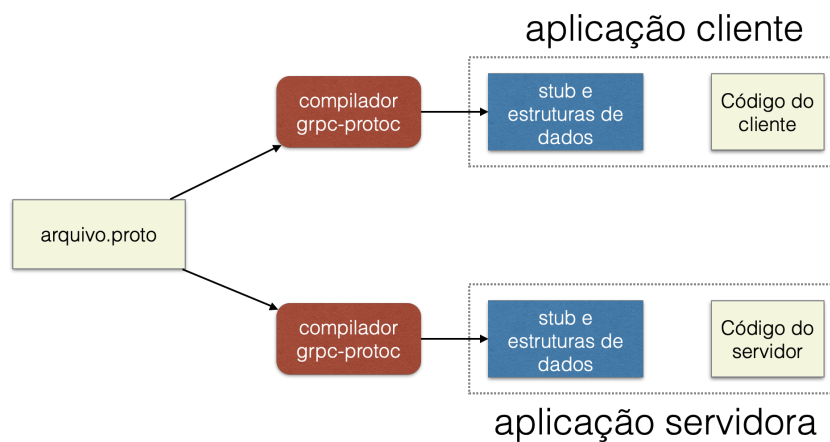 aplicação cliente
compilador
grpc-protoc
stub e
estruturas de
dados
Código do
cliente
arquivo.proto
compilador
grpc-protoc
stub e
estruturas de
dados
Código do
servidor
aplicação servidora